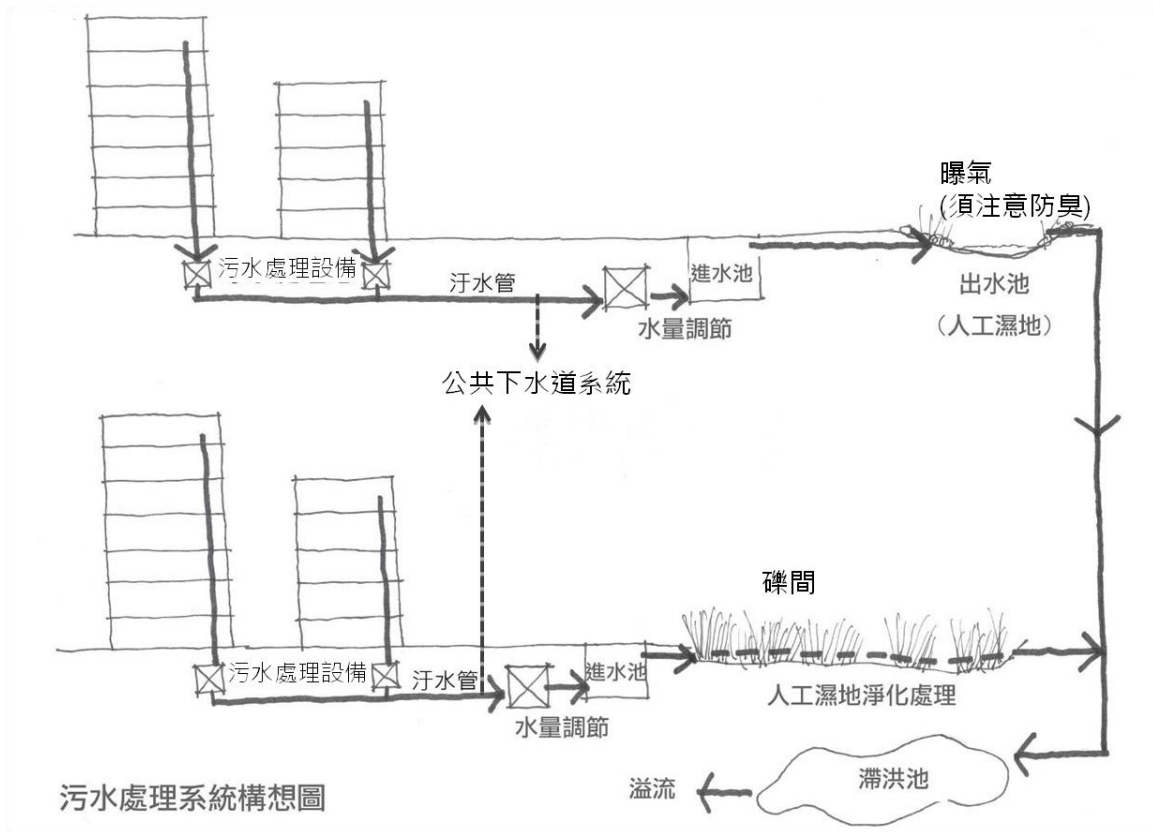 曝氣
(須注意防臭)
污水處理設備
汙水管
進水池
出水池
水量調節
（人工濕地）
公共下水道系統
礫間
污水處理設備
汙水管
進水池
人工濕地淨化處理
水量調節
滯洪池
溢流
污水處理系統構想圖